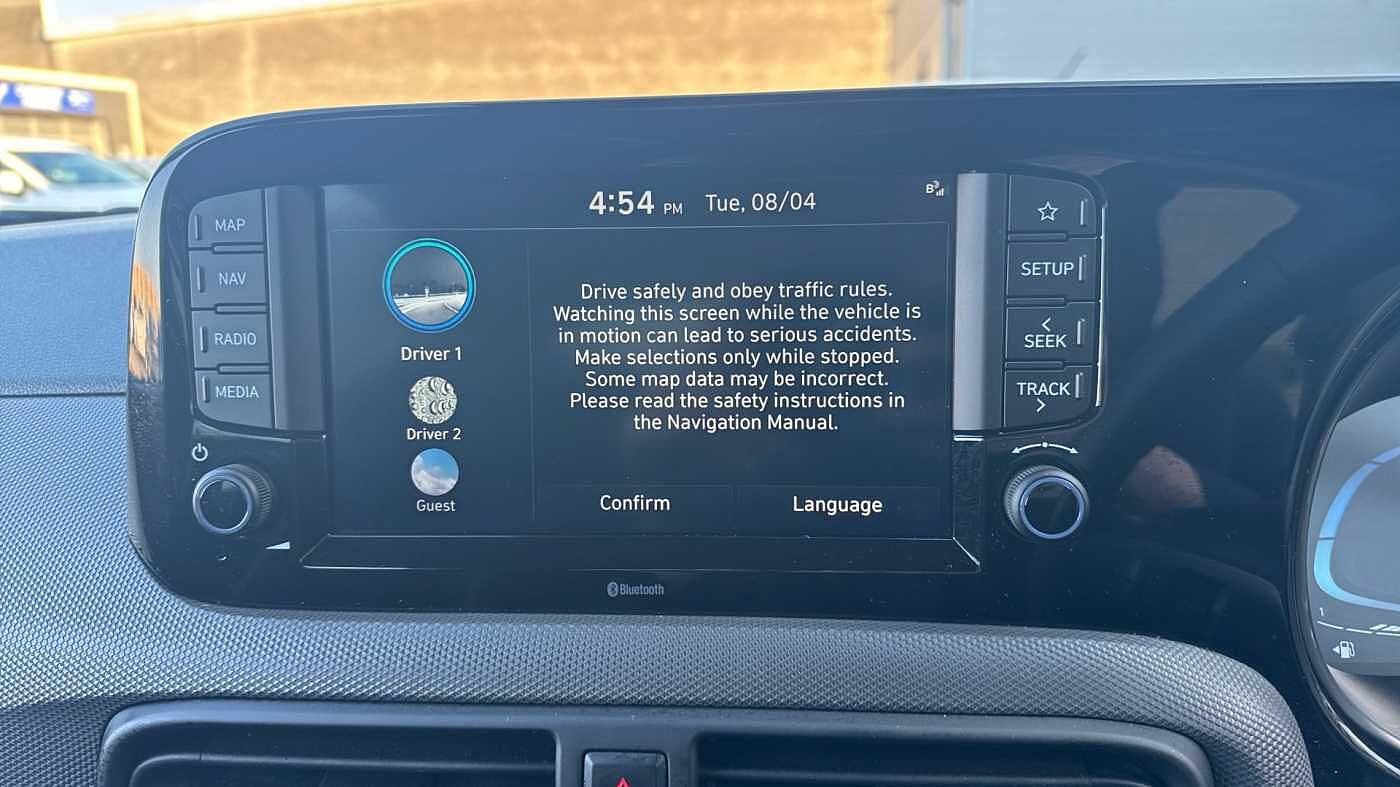 4:54 PM Tue, 08/04
MAP
NAV
RADIO
MEDIA
Driver 1
Driver 2
Guest
Drive safely and obey traffic rules.
Watching this screen while the vehicle is
in motion can lead to serious accidents.
Make selections only while stopped.
Some map data may be incorrect.
Please read the safety instructions in
the Navigation Manual.
Confirm
Language
SETUP
SEEK
TRACK
Bluetooth
1